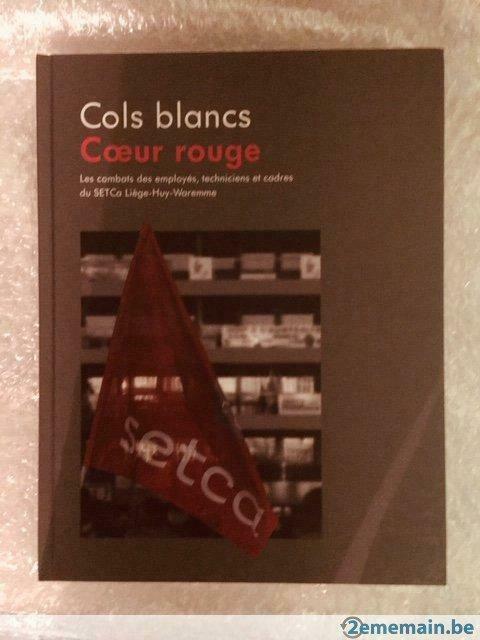 Cols blancs
Cœur rouge
Les combats des employés, techniciens et cadres
du SETCa Liège-Huy-Waremme
setca
2ememain.be